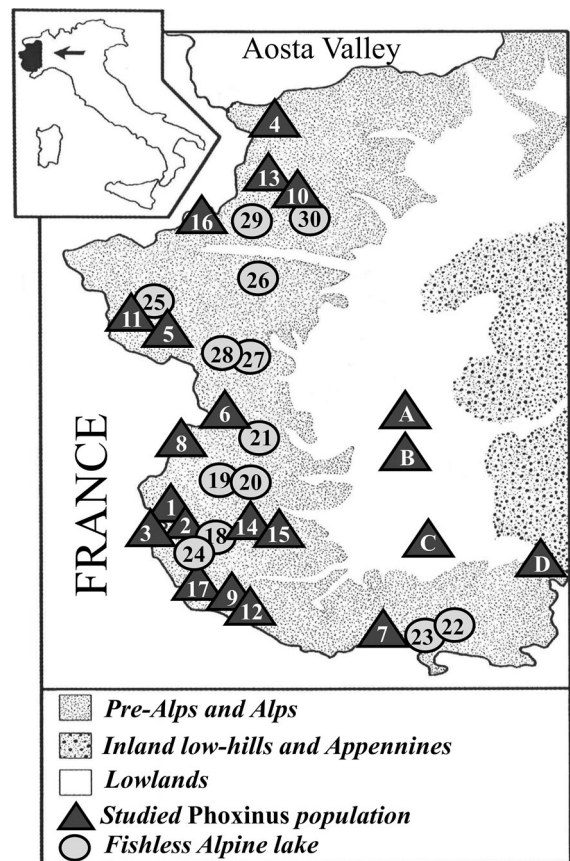 Aosta Valley
4
13
10
16
29
30
26
25
11
5
28
27
6
A
21
8
B
19
20
1
3
2
18
14
15
C
24
D
17
9
12
7
23
22
FRANCE
Pre-Alps and Alps
Inland low-hills and Appennines
Lowlands
Studied Phoxinus population
Fishless Alpine lake